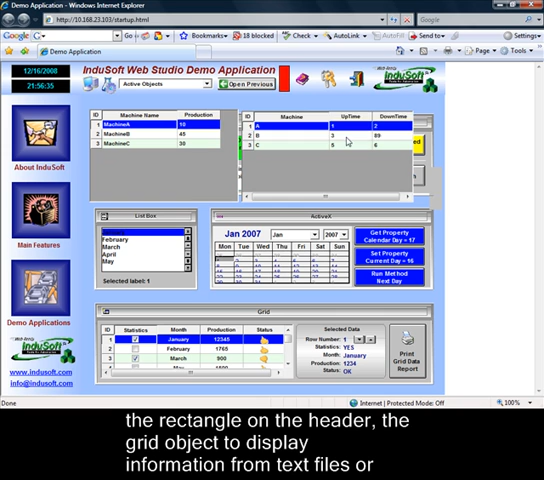 Demo Application - Windows Internet Explorer
http://10.168.23.103/startup.html
Google
Google
Go
Bookmarks
18 blocked
Check
AutoLink
AutoFill
Send to
Settings
Demo Application
Page
Tools
12/16/2008
21:56:35
InduSoft Web Studio Demo Application
Active Objects
Open Previous
Web Ready
InduSoft
ID Machine Name Production
1 MachineA 10
2 MachineB 45
3 MachineC 30
ID Machine UpTime DownTime
1 A 1 2
2 B 3 89
3 C 5 6
About InduSoft
Main Features
Demo Applications
Web Ready
InduSoft
www.indusoft.com
info@indusoft.com
List Box
February
March
April
May
Selected label: 1
ActiveX
Jan 2007 Jan 2007
Mon Tue Wed Thu Fri Sat Sun
Get Property
Calendar Day = 17
Set Property
Current Day = 16
Run Method
Next Day
Grid
ID Statistics Month Production Status
1 January 12345
2 February 1765
3 March 900
Selected Data
Row Number: 1
Statistics: YES
Month: January
Production: 1234
Status: OK
Print
Grid Data
Report
Done
Internet | Protected Mode: Off
100%
the rectangle on the header, the
grid object to display
information from text files or